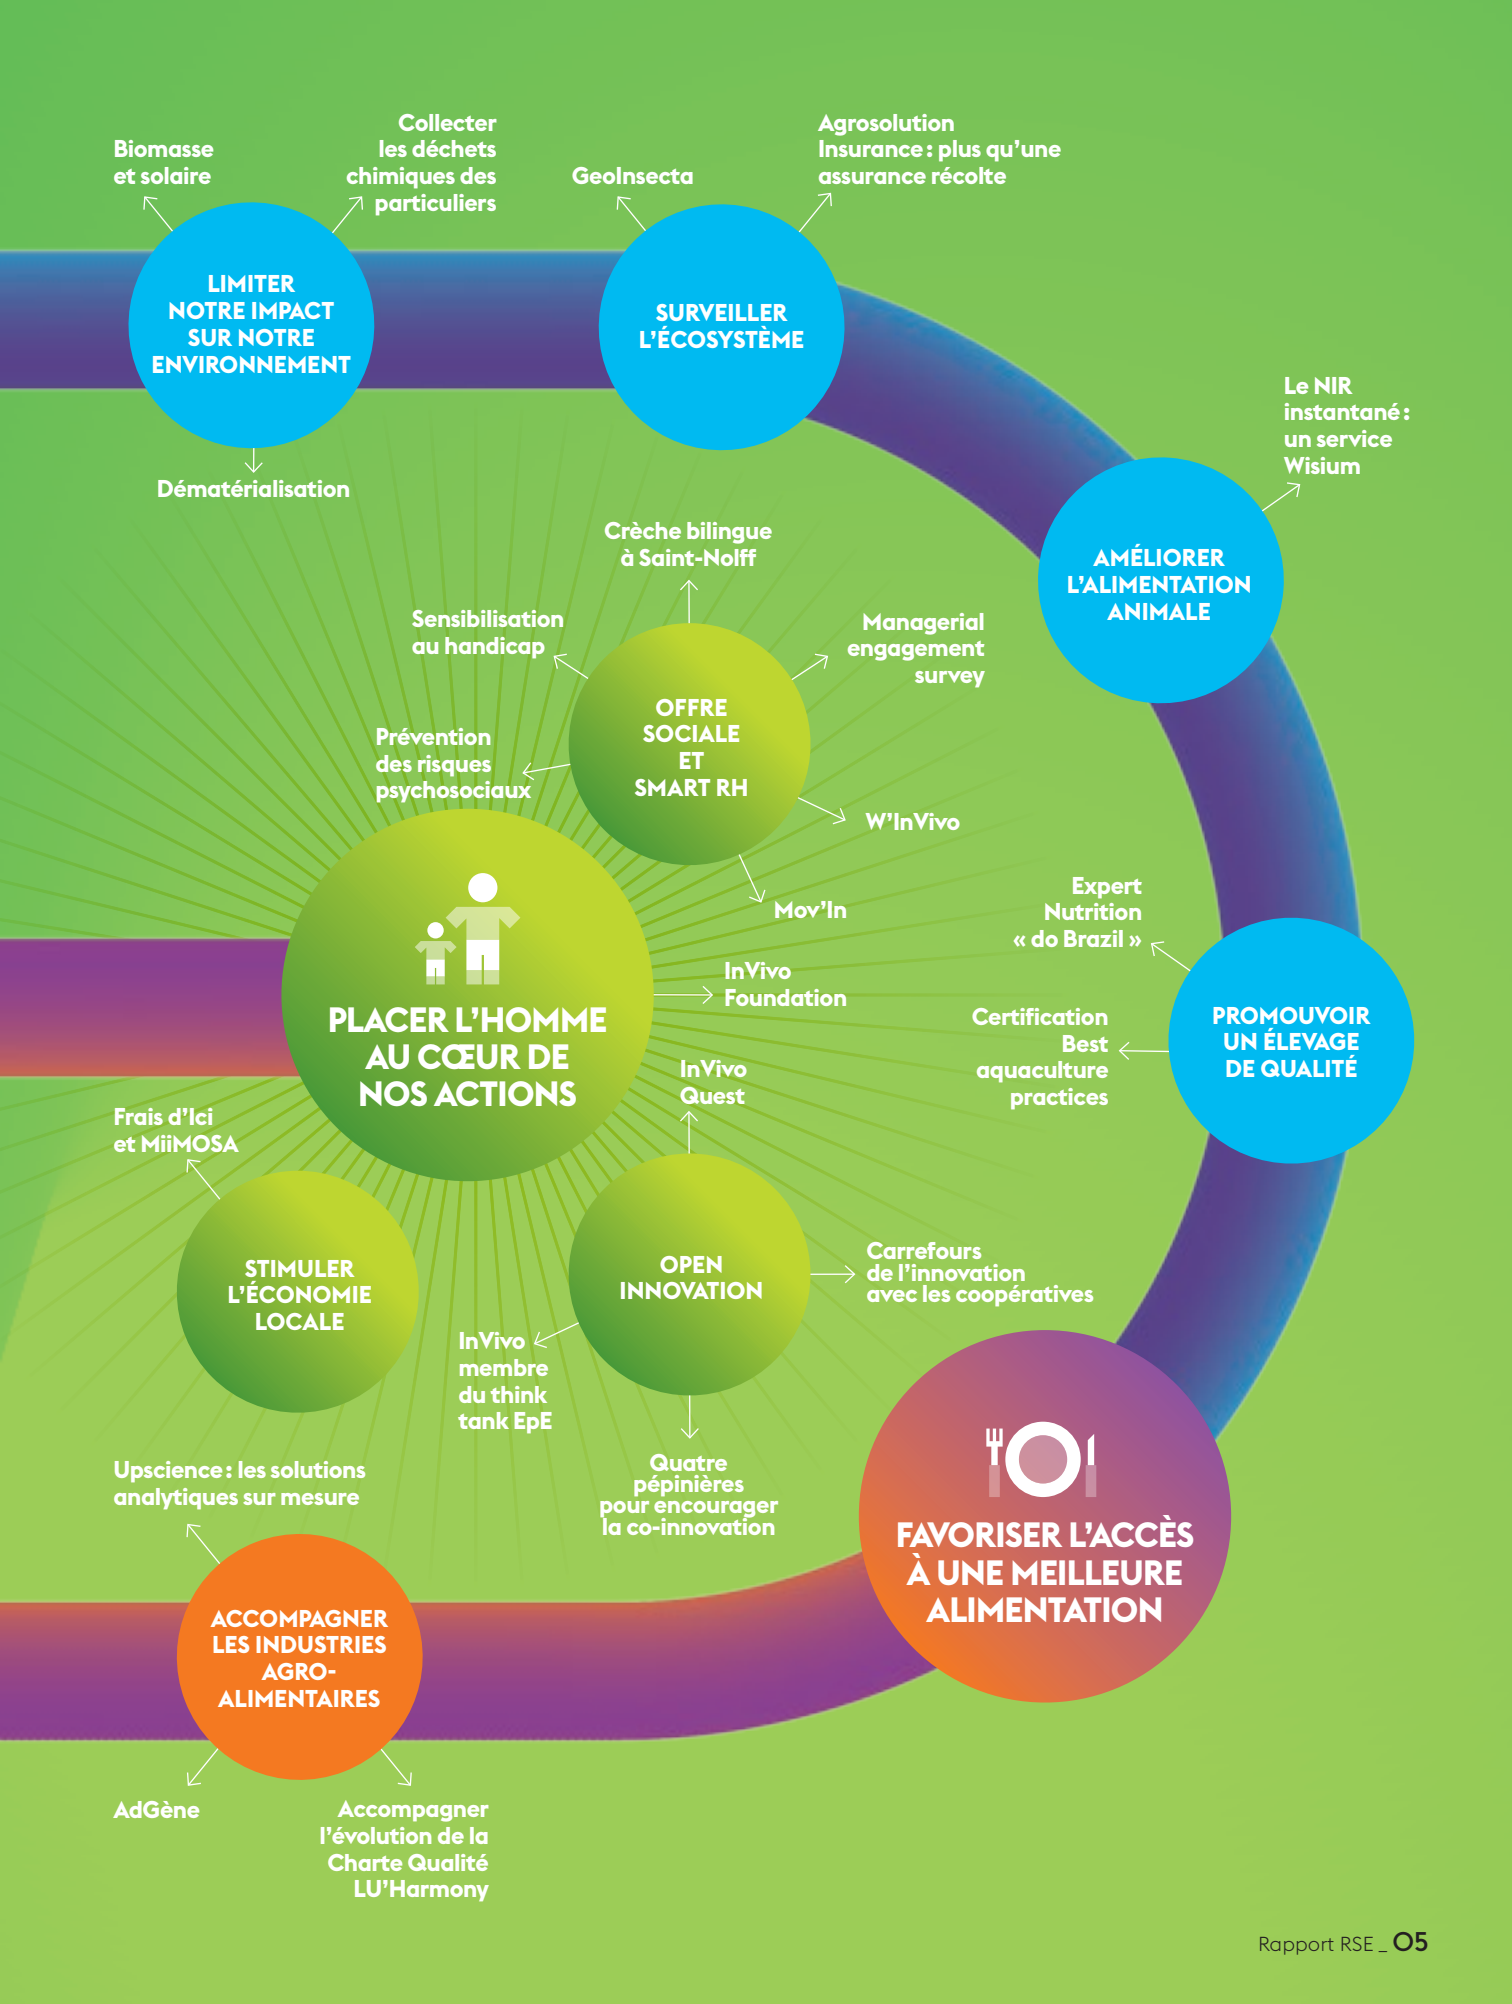 Biomasse
et solaire
Collecter
les déchets
chimiques des
particuliers
GeoInsecta
Agrosolution
Insurance : plus qu’une
assurance récolte
LIMITER
NOTRE IMPACT
SUR NOTRE
ENVIRONNEMENT
SURVEILLER
L’ÉCOSYSTÈME
Dématérialisation
Le NIR
instantané :
un service
Wisium
AMÉLIORER
L’ALIMENTATION
ANIMALE
Crèche bilingue
à Saint-Nolff
Sensibilisation
au handicap
Managerial
engagement
survey
OFFRE
SOCIALE
ET
SMART RH
Prévention
des risques
psychosociaux
W’InVivo
Mov’In
Expert
Nutrition
« do Brazil »
InVivo
Foundation
PLACER L’HOMME
AU CŒUR DE
NOS ACTIONS
Certification
Best
aquaculture
practices
PROMOUVOIR
UN ÉLEVAGE
DE QUALITÉ
InVivo
Quest
Frais d’Ici
et MiiMOSA
STIMULER
L’ÉCONOMIE
LOCALE
OPEN
INNOVATION
Carrefours
de l’innovation
avec les coopératives
InVivo
membre
du think
tank EpE
Quatre
pépinières
pour encourager
la co-innovation
Upscience : les solutions
analytiques sur mesure
FAVORISER L’ACCÈS
À UNE MEILLEURE
ALIMENTATION
ACCOMPAGNER
LES INDUSTRIES
AGRO-
ALIMENTAIRES
AdGène
Accompagner
l’évolution de la
Charte Qualité
LU’Harmony
Rapport RSE _ 05